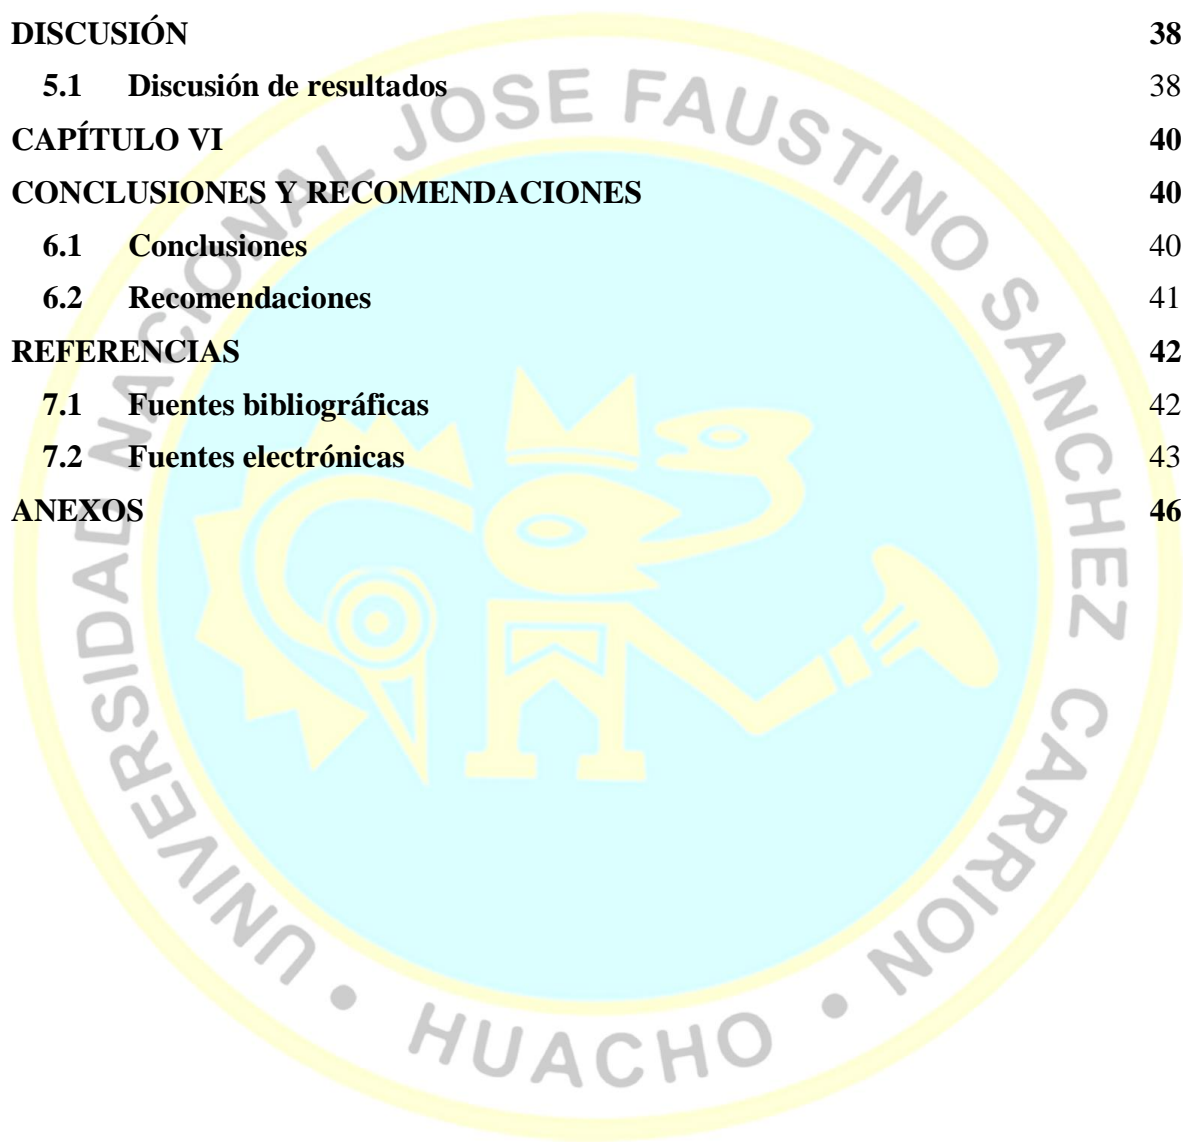 DISCUSIÓN 38
5.1 Discusión de resultados 38
CAPÍTULO VI 40
CONCLUSIONES Y RECOMENDACIONES 40
6.1 Conclusiones 40
6.2 Recomendaciones 41
REFERENCIAS 42
7.1 Fuentes bibliográficas 42
7.2 Fuentes electrónicas 43
ANEXOS 46
UNIVERSIDAD NACIONAL JOSE FAUSTINO SANCHEZ CARRION • HUACHO •